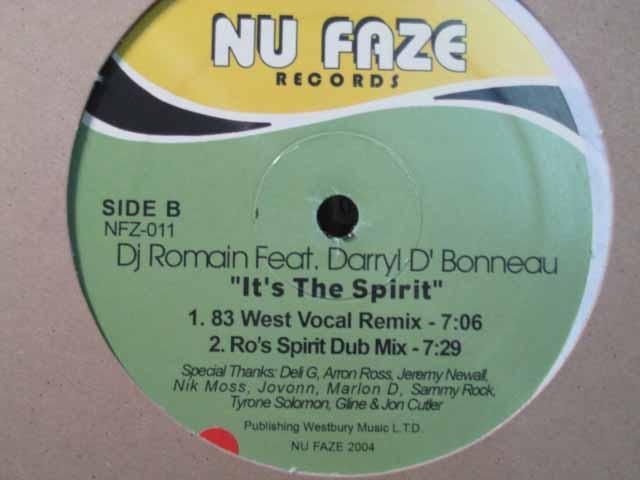 NU FAZE
RECORDS
SIDE B
NFZ-011
Dj Romain Feat. Darryl D' Bonneau
"It's The Spirit"
1. 83 West Vocal Remix - 7:06
2. Ro's Spirit Dub Mix - 7:29
Special Thanks: Deli G, Arron Ross, Jeremy Newall,
Nik Moss, Jovonn, Marlon D, Sammy Rock,
Tyrone Solomon, Gline & Jon Cutler
Publishing Westbury Music L.T.D.
NU FAZE 2004